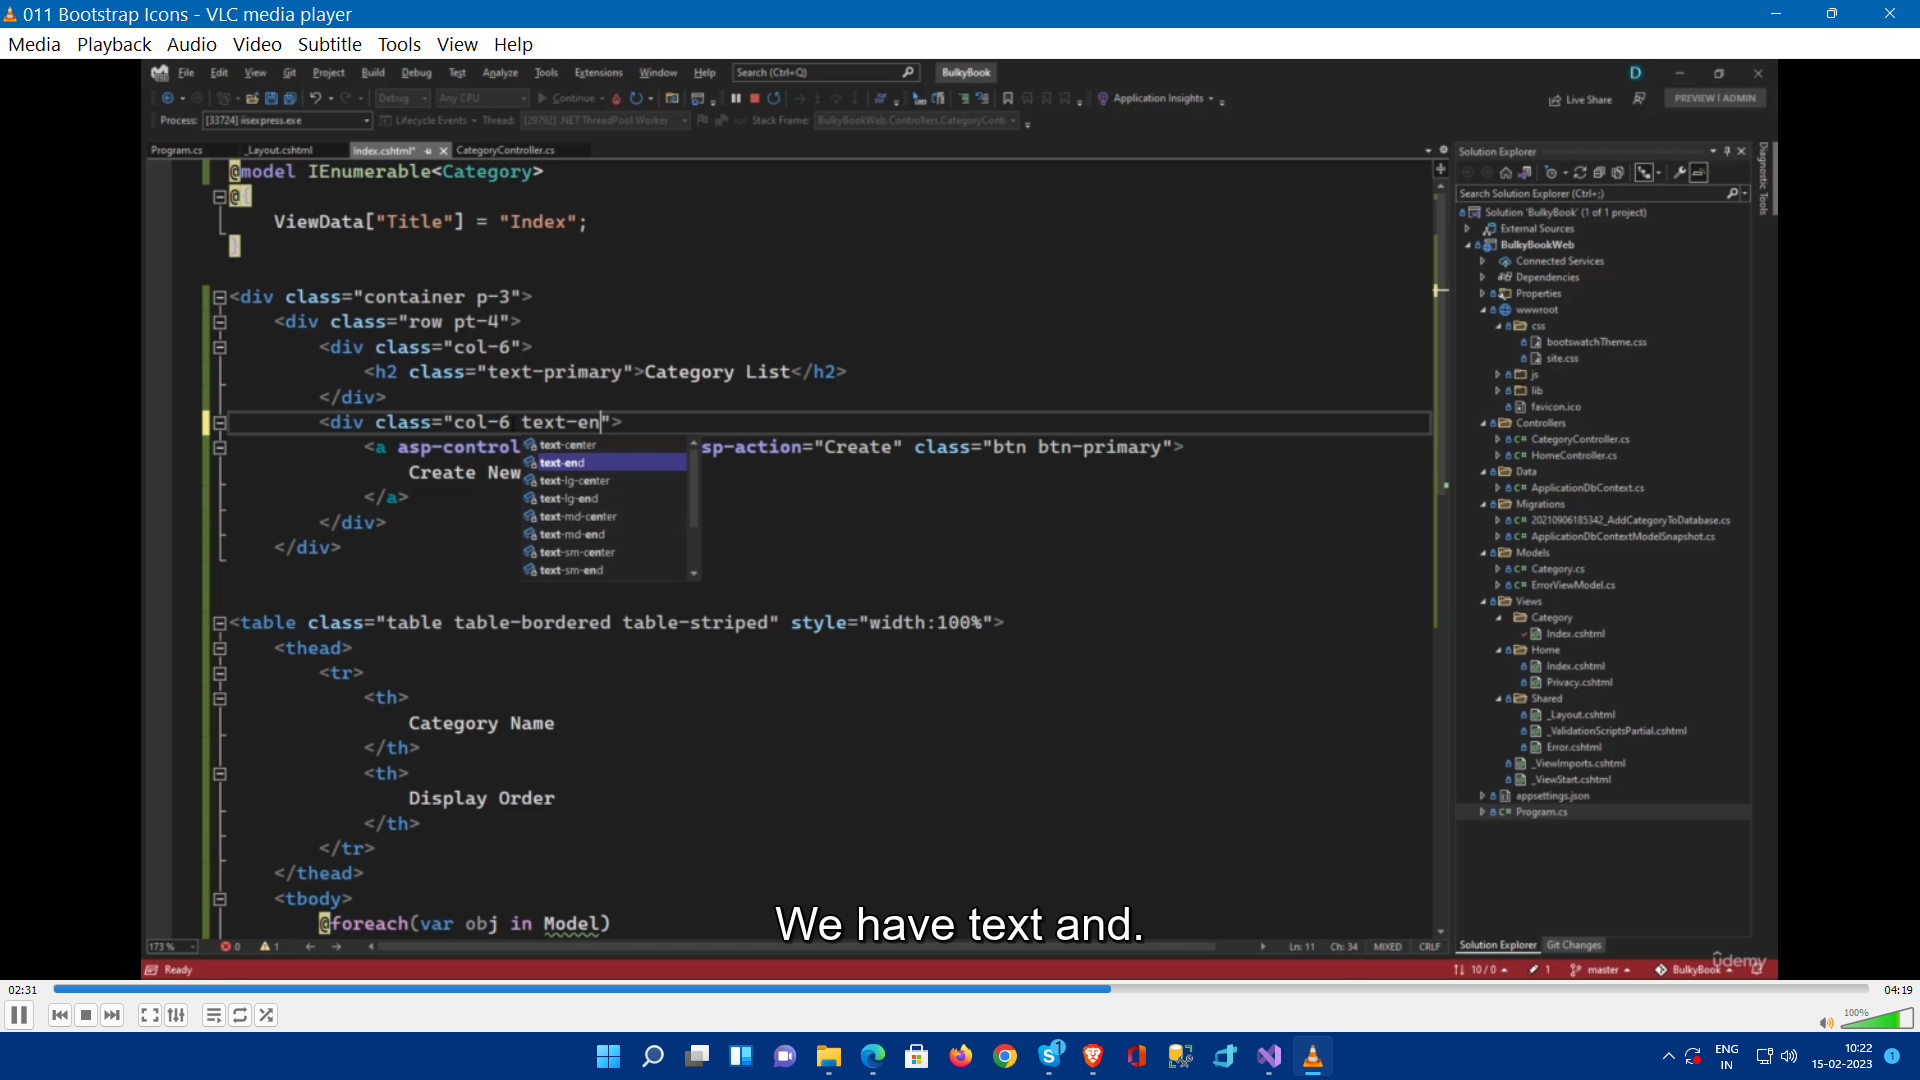 011 Bootstrap Icons - VLC media player
Media Playback Audio Video Subtitle Tools View Help
File Edit View Git Project Build Debug Test Analyze Tools Extensions Window Help Search (Ctrl+Q) BulkyBook D
Debug Any CPU Continue Application Insights Live Share PREVIEW | ADMIN
Process: [33724] iisexpress.exe Lifecycle Events Thread: [29792] .NET ThreadPool Worker Stack Frame: BulkyBookWeb.Controllers.CategoryCont
Program.cs _Layout.cshtml Index.cshtml* CategoryController.cs
@model IEnumerable<Category>
@{
ViewData["Title"] = "Index";
}
<div class="container p-3">
<div class="row pt-4">
<div class="col-6">
<h2 class="text-primary">Category List</h2>
</div>
<div class="col-6 text-en">
<a asp-control sp-action="Create" class="btn btn-primary">
Create New
</a>
</div>
</div>
text-center
text-end
text-lg-center
text-lg-end
text-md-center
text-md-end
text-sm-center
text-sm-end
<table class="table table-bordered table-striped" style="width:100%">
<thead>
<tr>
<th>
Category Name
</th>
<th>
Display Order
</th>
</tr>
</thead>
<tbody>
@foreach(var obj in Model)
We have text and.
173 % 0 1 Ln: 11 Ch: 34 MIXED CRLF
Solution Explorer
Search Solution Explorer (Ctrl+;)
Solution 'BulkyBook' (1 of 1 project)
External Sources
BulkyBookWeb
Connected Services
Dependencies
Properties
wwwroot
css
bootswatchTheme.css
site.css
js
lib
favicon.ico
Controllers
CategoryController.cs
HomeController.cs
Data
ApplicationDbContext.cs
Migrations
20210906185342_AddCategoryToDatabase.cs
ApplicationDbContextModelSnapshot.cs
Models
Category.cs
ErrorViewModel.cs
Views
Category
Index.cshtml
Home
Index.cshtml
Privacy.cshtml
Shared
_Layout.cshtml
_ValidationScriptsPartial.cshtml
Error.cshtml
_ViewImports.cshtml
_ViewStart.cshtml
appsettings.json
Program.cs
Diagnostic Tools
Solution Explorer Git Changes
udemy
Ready 10 / 0 1 master BulkyBook
02:31 04:19
100%
1
ENG
IN
10:22
15-02-2023
1